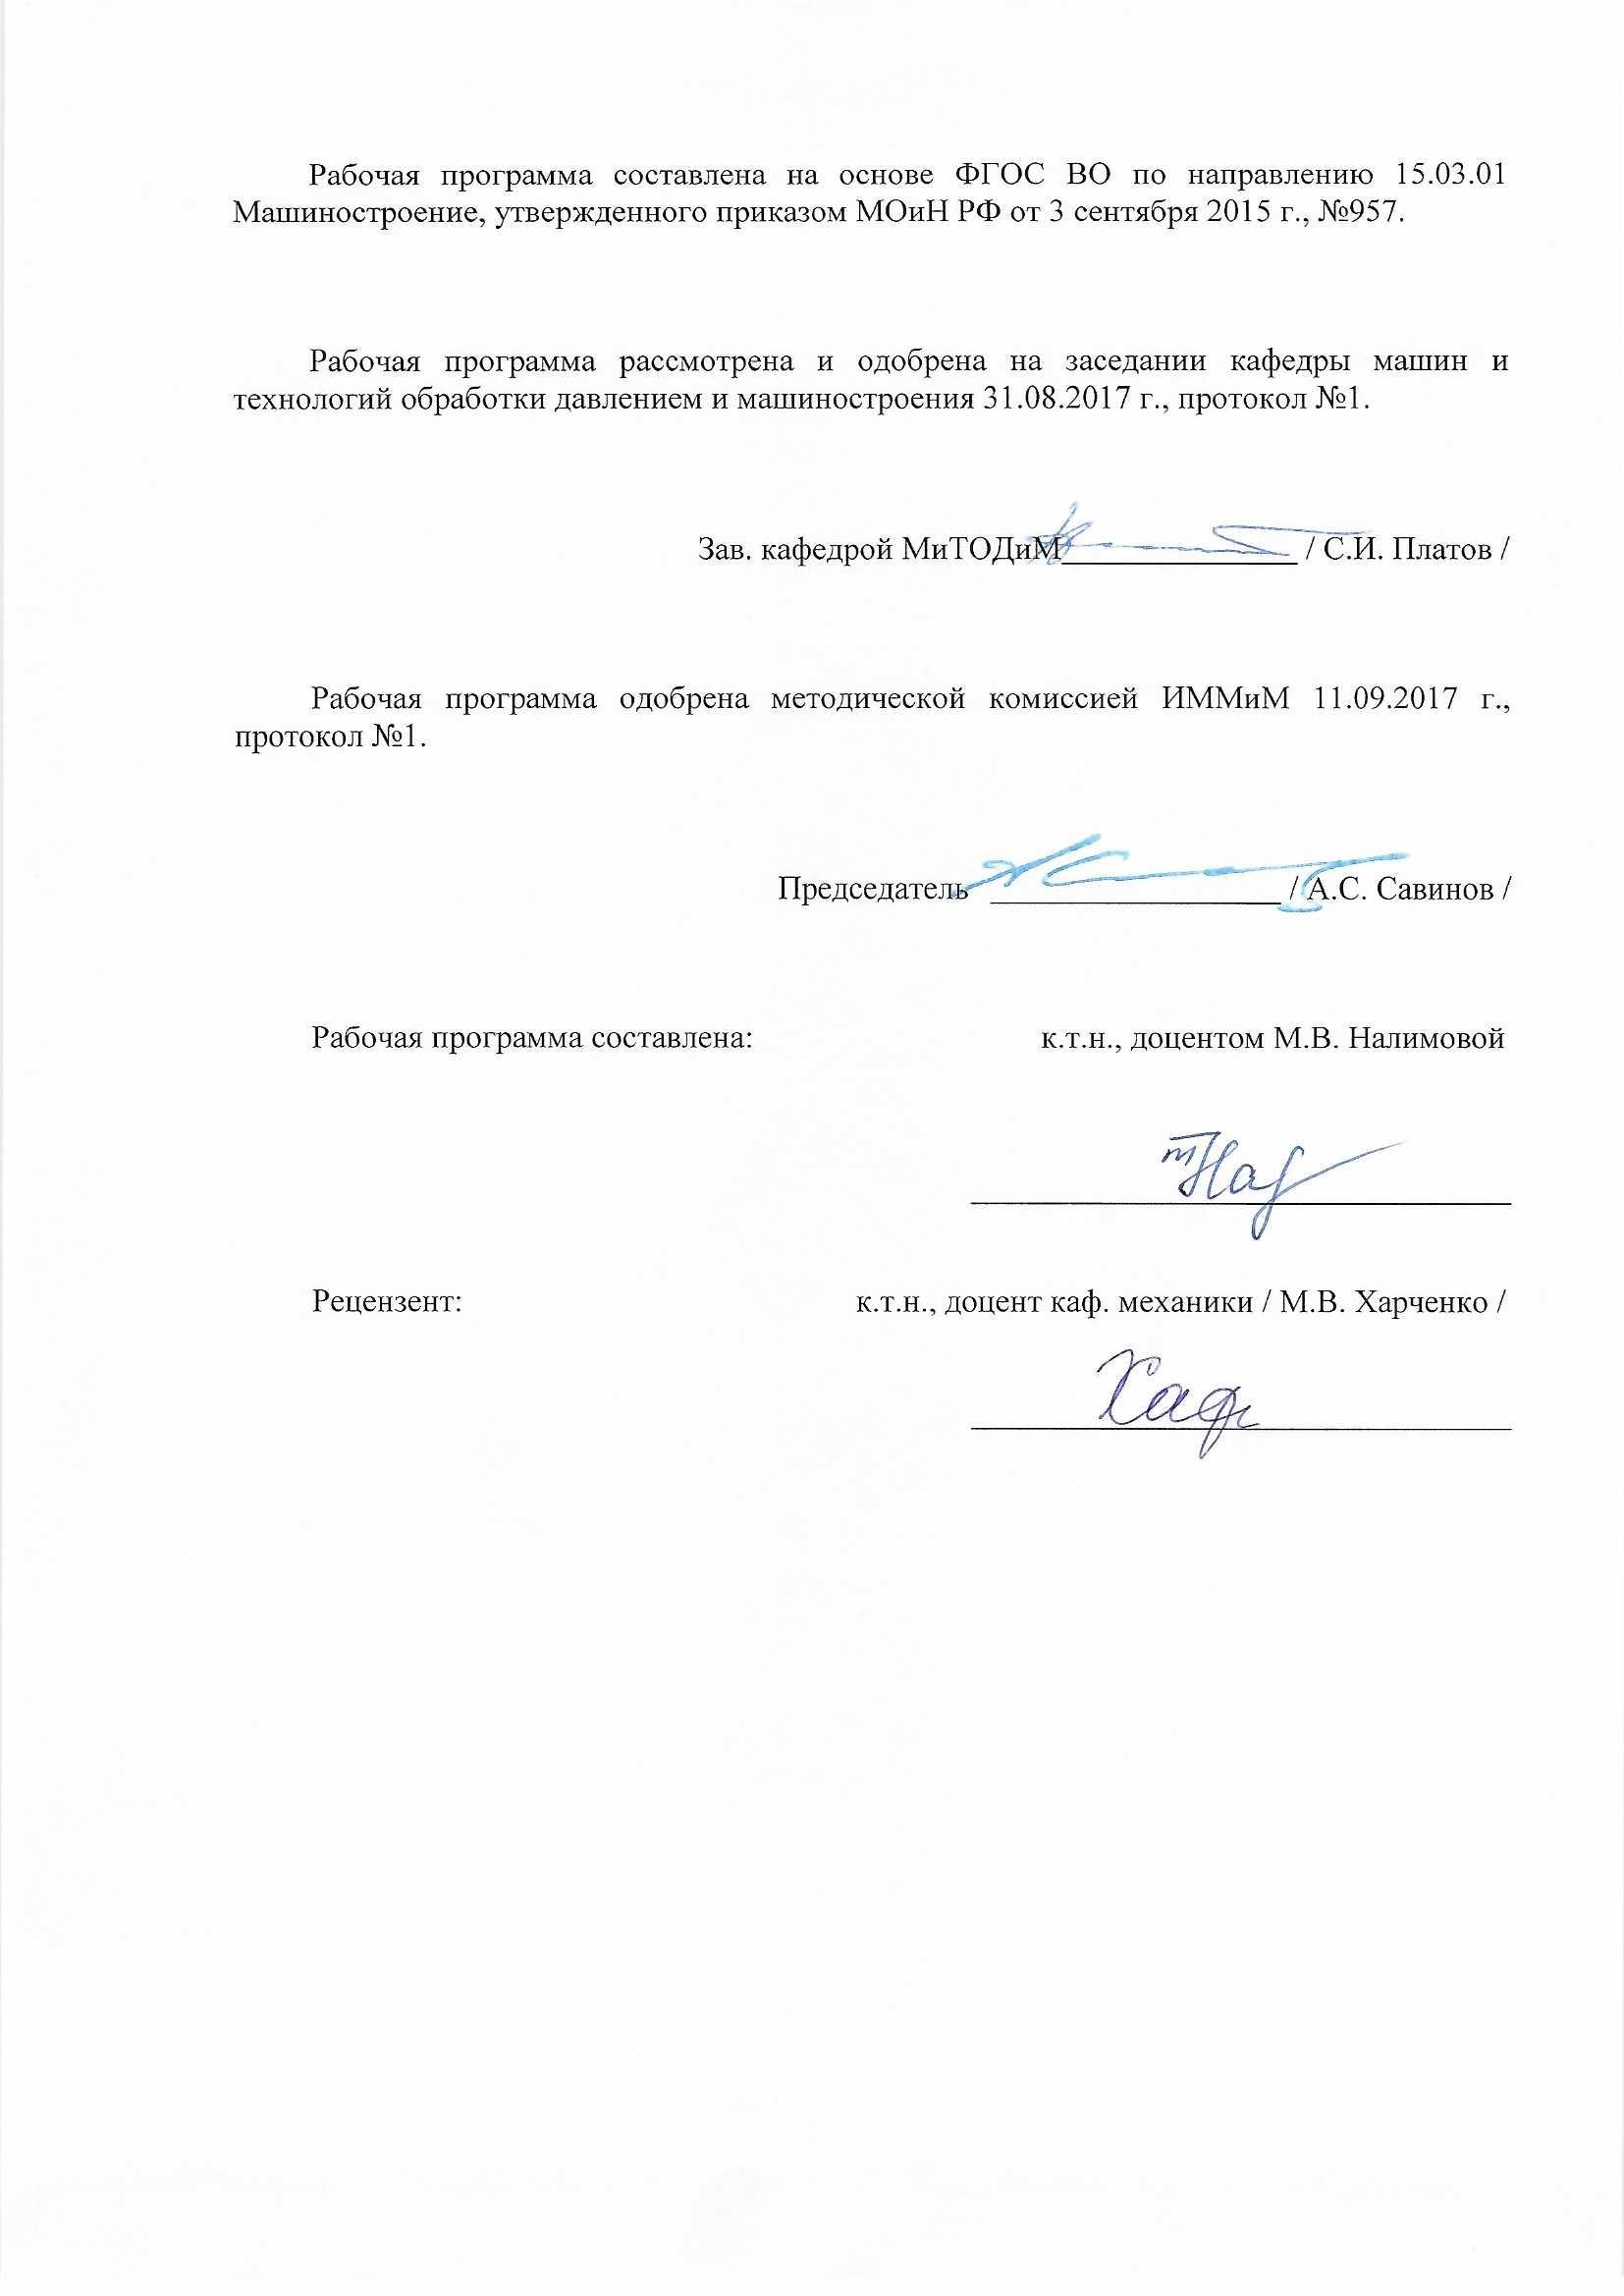 Рабочая программа составлена на основе ФГОС ВО по направлению 15.03.01
Машиностроение, утвержденного приказом МОиН РФ от 3 сентября 2015 г., №957.
Рабочая программа рассмотрена и одобрена на заседании кафедры машин и
технологий обработки давлением и машиностроения 31.08.2017 г., протокол №1.
Зав. кафедрой МиТОДиМ / С.И. Платов /
Рабочая программа одобрена методической комиссией ИММиМ 11.09.2017 г.,
протокол №1.
Председатель / А.С. Савинов /
Рабочая программа составлена: к.т.н., доцентом М.В. Налимовой
Рецензент: к.т.н., доцент каф. механики / М.В. Харченко /